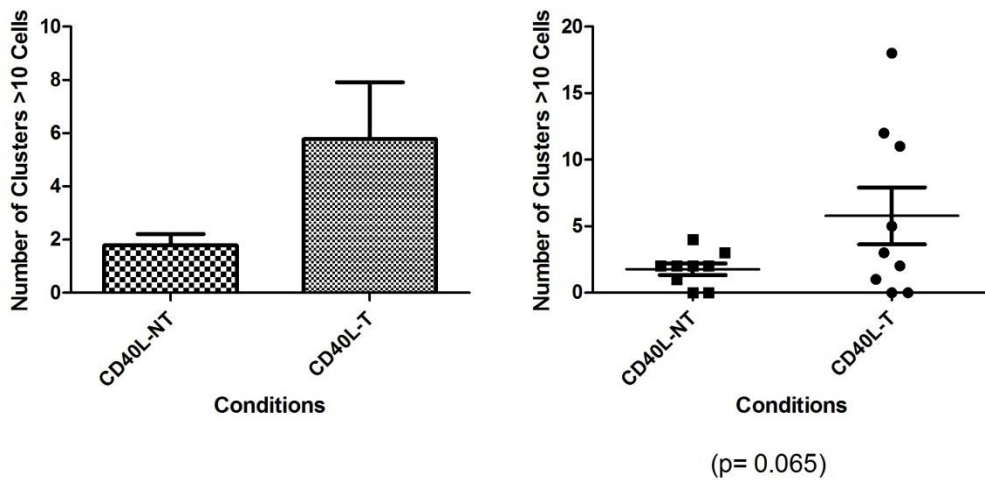 Number of Clusters >10 Cells
10
8
6
4
2
0
CD40L-NT
CD40L-T
Conditions
Number of Clusters >10 Cells
20
15
10
5
0
CD40L-NT
CD40L-T
Conditions
(p= 0.065)